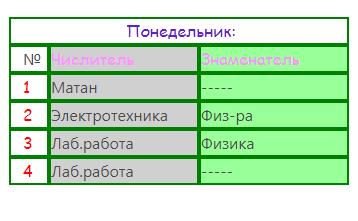 Понедельник:
№ Числитель Знаменатель
1 Матан -----
2 Электротехника Физ-ра
3 Лаб.работа Физика
4 Лаб.работа -----